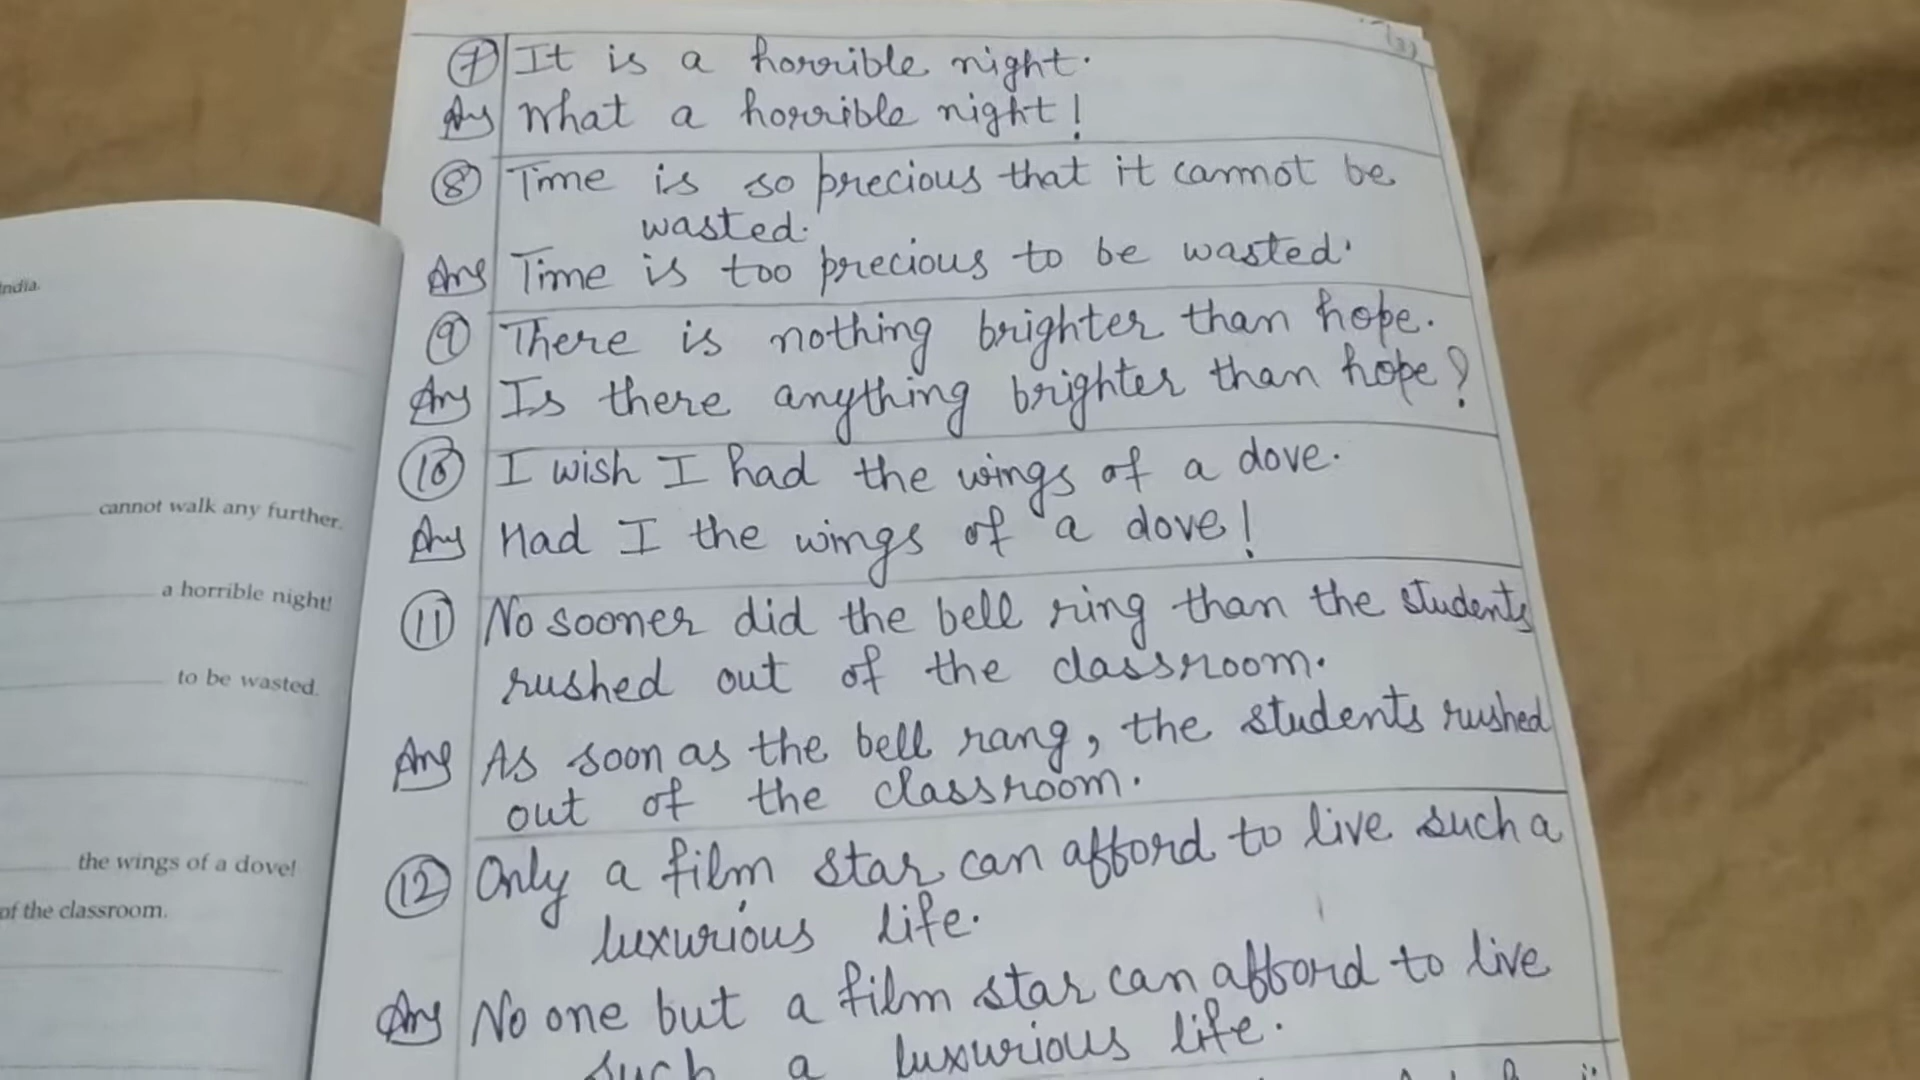 India.
cannot walk any further.
a horrible night!
to be wasted.
the wings of a dove!
of the classroom.
(7) It is a horrible night.
Ans What a horrible night!
(8) Time is so precious that it cannot be
wasted.
Ans Time is too precious to be wasted.
(9) There is nothing brighter than hope.
Ans Is there anything brighter than hope?
(10) I wish I had the wings of a dove.
Ans Had I the wings of a dove!
(11) No sooner did the bell ring than the students
rushed out of the classroom.
Ans As soon as the bell rang, the students rushed
out of the classroom.
(12) Only a film star can afford to live such a
luxurious life.
Ans No one but a film star can afford to live
such a luxurious life.